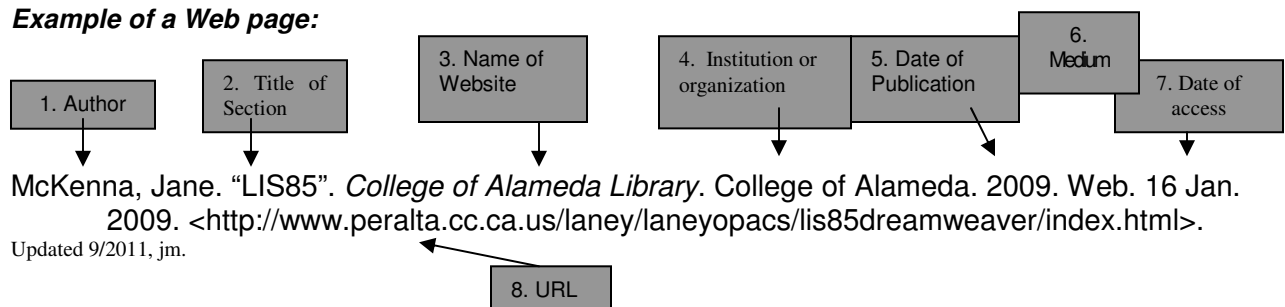 Example of a Web page:
1. Author
2. Title of
Section
3. Name of
Website
4. Institution or
organization
5. Date of
Publication
6.
Medium
7. Date of
access
McKenna, Jane. “LIS85”. College of Alameda Library. College of Alameda. 2009. Web. 16 Jan.
2009. <http://www.peralta.cc.ca.us/laney/laneyopacs/lis85dreamweaver/index.html>.
Updated 9/2011, jm.
8. URL